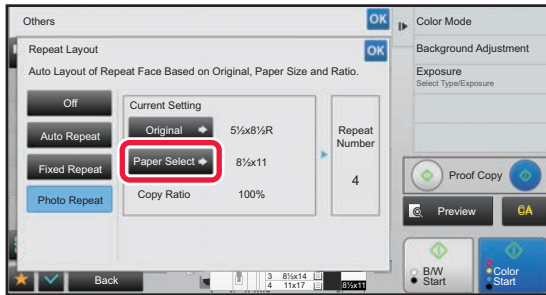 Others
OK
Repeat Layout
OK
Auto Layout of Repeat Face Based on Original, Paper Size and Ratio.
Off
Auto Repeat
Fixed Repeat
Photo Repeat
Current Setting
Original
5½x8½R
Paper Select
8½x11
Copy Ratio
100%
Repeat
Number
4
Back
3 8½x14
4 11x17
8½x11
Color Mode
Background Adjustment
Exposure
Select Type/Exposure
Proof Copy
Preview
CA
B/W
Start
Color
Start